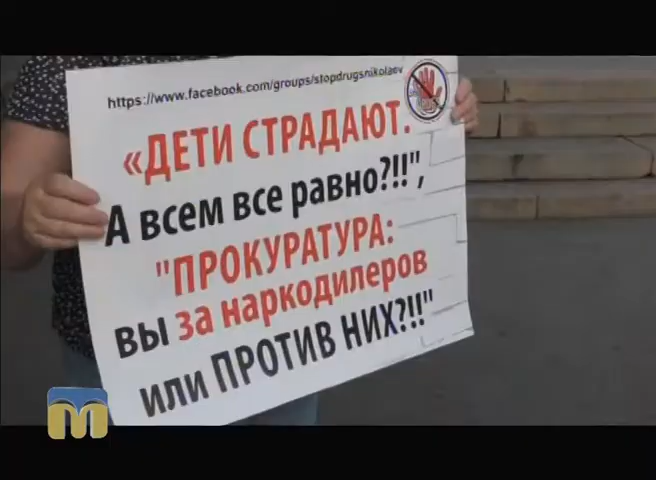 https://www.facebook.com/groups/stopdrugsnikolaev
«ДЕТИ СТРАДАЮТ.
А всем все равно?!!",
"ПРОКУРАТУРА:
вы за наркодилеров
или ПРОТИВ НИХ?!!"
М